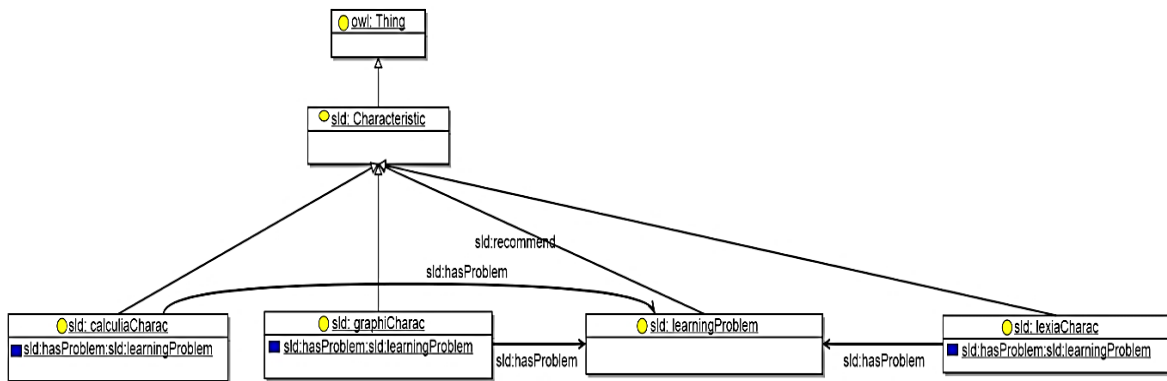 owl: Thing
sld: Characteristic
sld:recommend
sld:hasProblem
sld: calculiaCharac
sld:hasProblem:sld:learningProblem
sld: graphiCharac
sld:hasProblem:sld:learningProblem
sld:hasProblem
sld: learningProblem
sld:hasProblem
sld: lexiaCharac
sld:hasProblem:sld:learningProblem